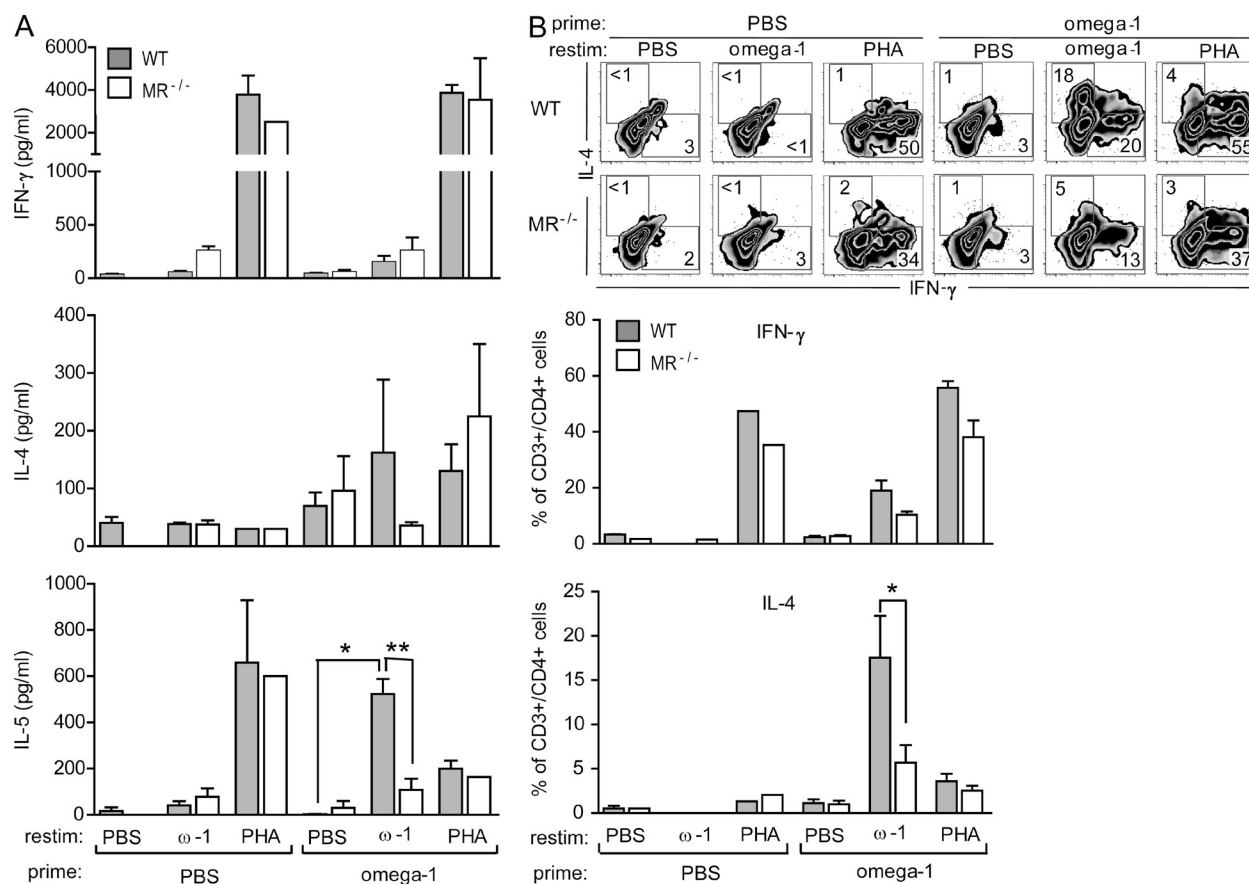 A
WT
MR-/-
IFN-γ (pg/ml)
6000
4000
2000
1000
500
0
IL-4 (pg/ml)
400
300
200
100
0
IL-5 (pg/ml)
1000
800
600
400
200
0
* **
restim: PBS ω-1 PHA PBS ω-1 PHA
prime: PBS omega-1
B
prime: PBS omega-1
restim: PBS omega-1 PHA PBS omega-1 PHA
WT
<1 <1 1 1 18 4
3 <1 50 3 20 55
IL-4
MR-/-
<1 <1 2 1 5 3
2 3 34 3 13 37
IFN-γ
WT
MR-/-
IFN-γ
% of CD3+/CD4+ cells
80
60
40
20
0
IL-4
% of CD3+/CD4+ cells
25
20
15
10
5
0
*
restim: PBS ω-1 PHA PBS ω-1 PHA
prime: PBS omega-1